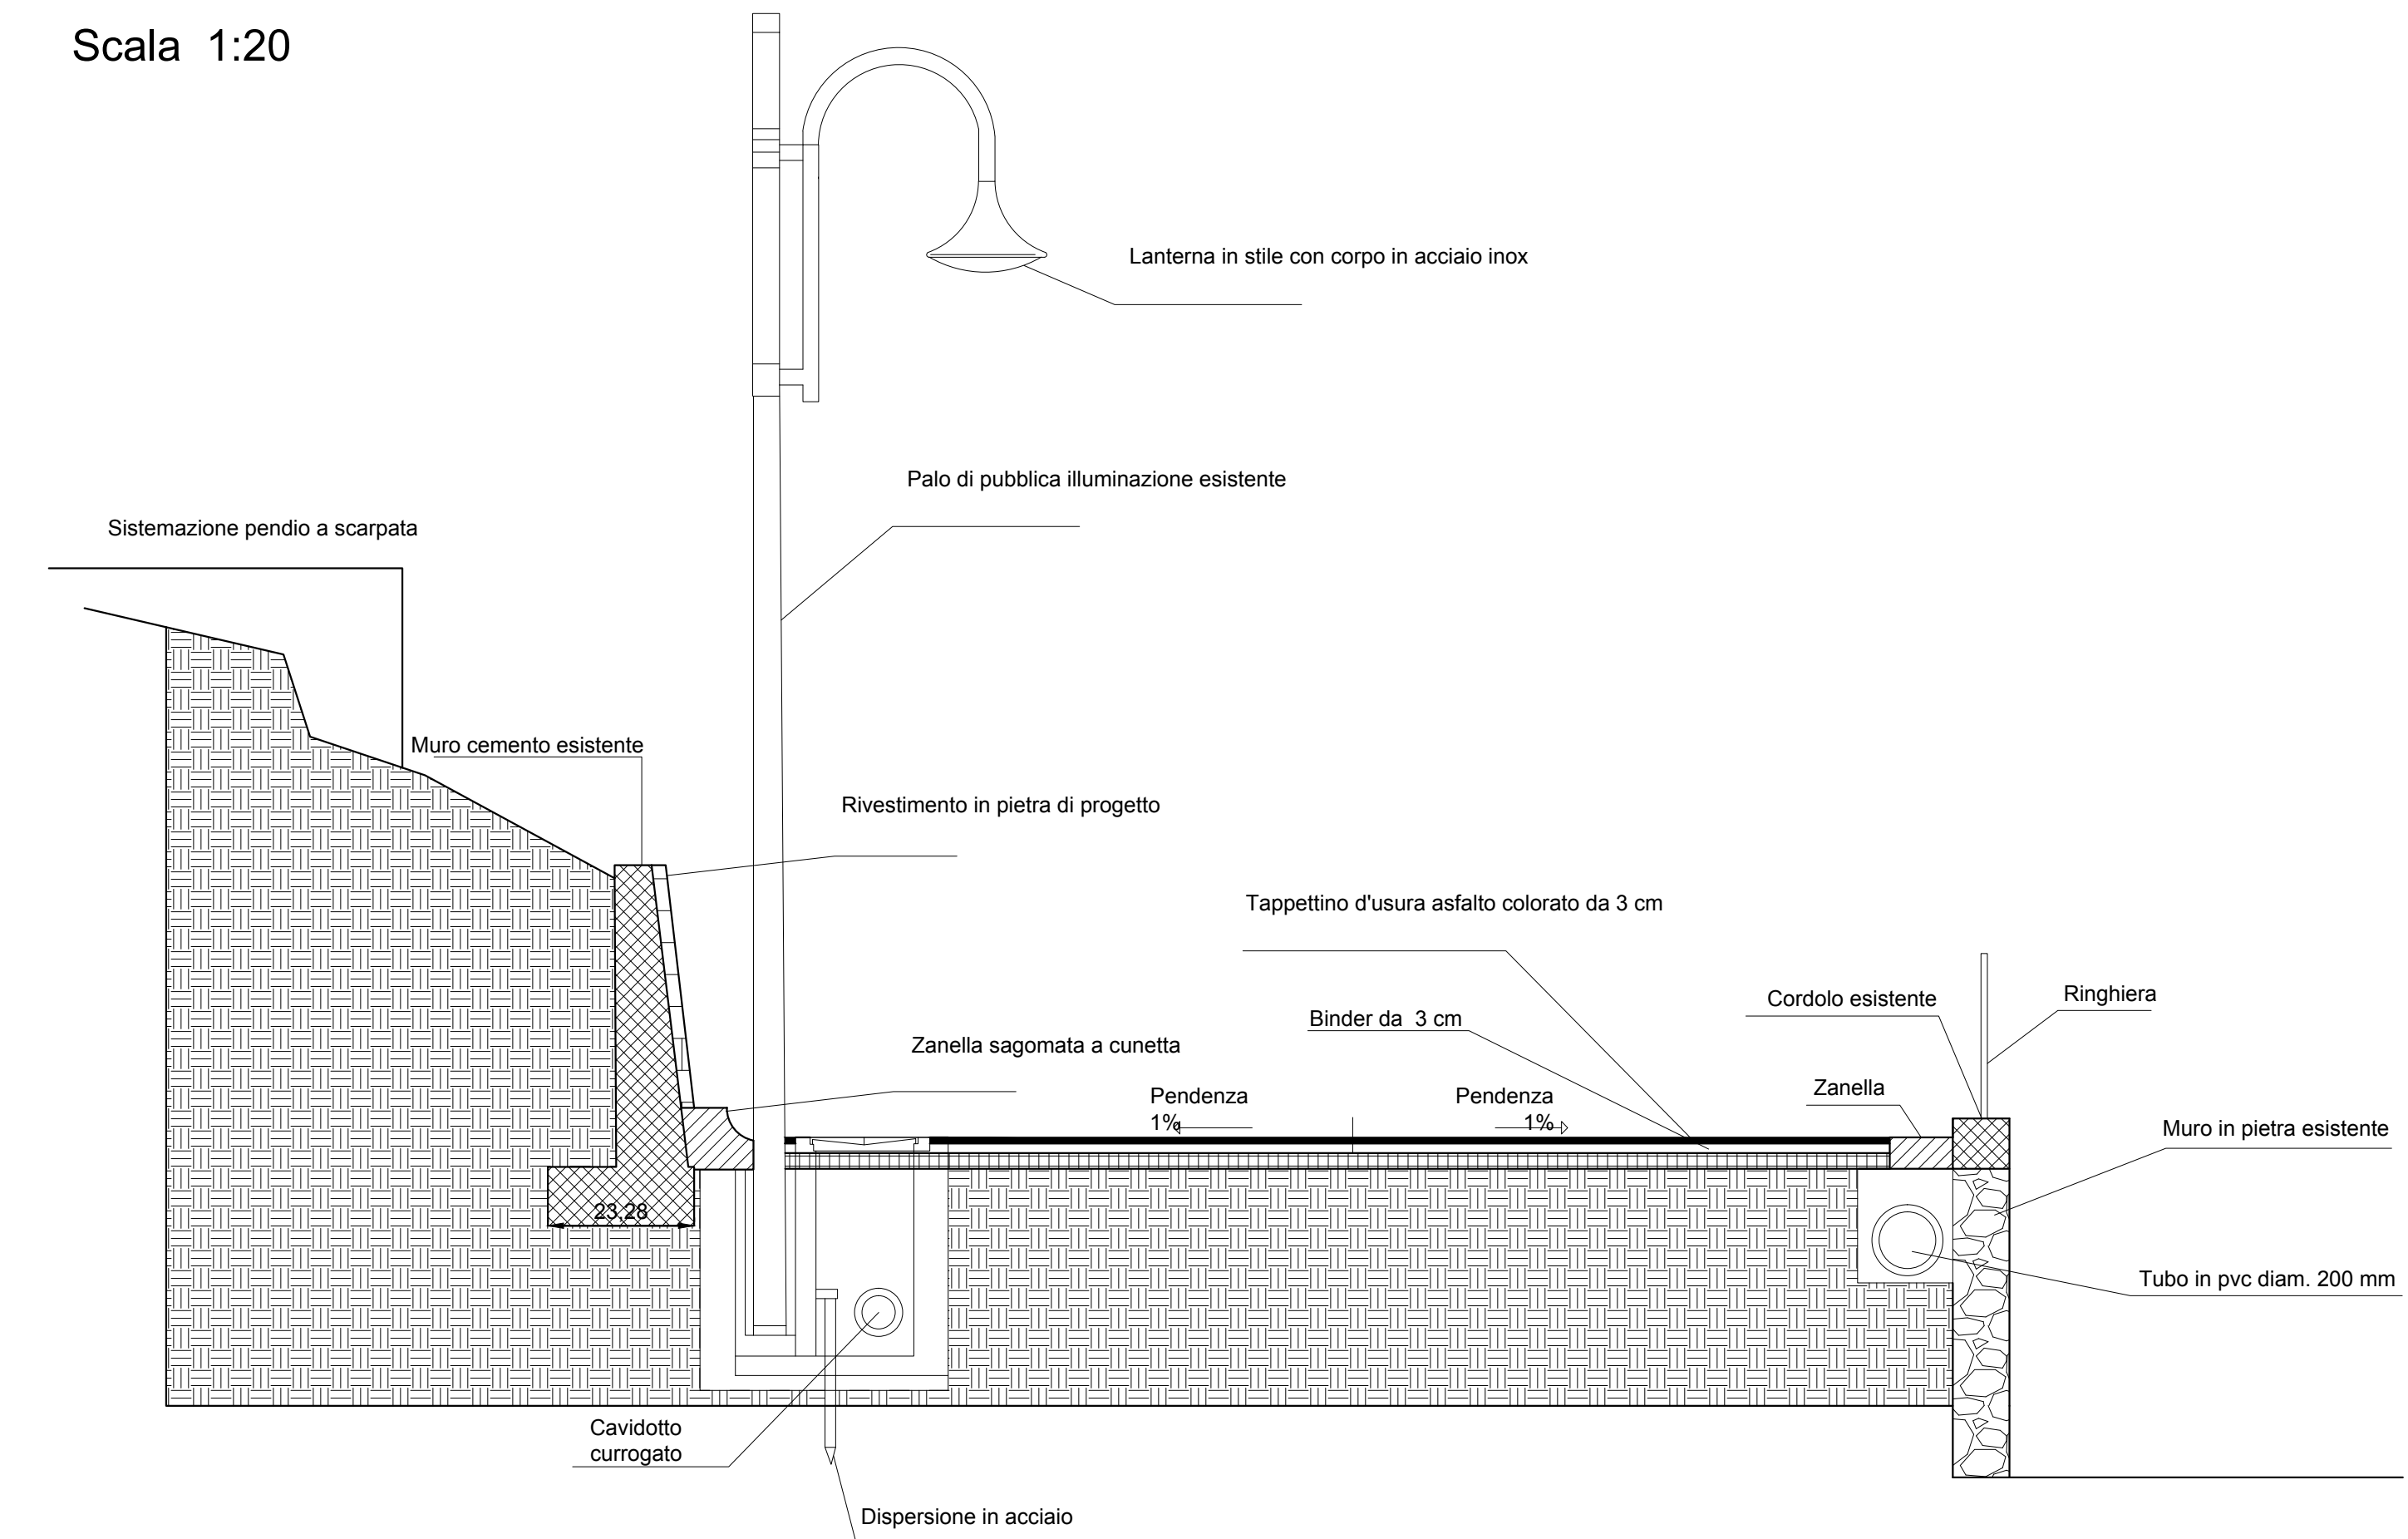 Scala 1:20
Lanterna in stile con corpo in acciaio inox
Palo di pubblica illuminazione esistente
Sistemazione pendio a scarpata
Muro cemento esistente
Rivestimento in pietra di progetto
Tappettino d'usura asfalto colorato da 3 cm
Cordolo esistente
Ringhiera
Binder da 3 cm
Zanella sagomata a cunetta
Pendenza
1%
Pendenza
1%
Zanella
Muro in pietra esistente
23,28
Tubo in pvc diam. 200 mm
Cavidotto
currogato
Dispersione in acciaio